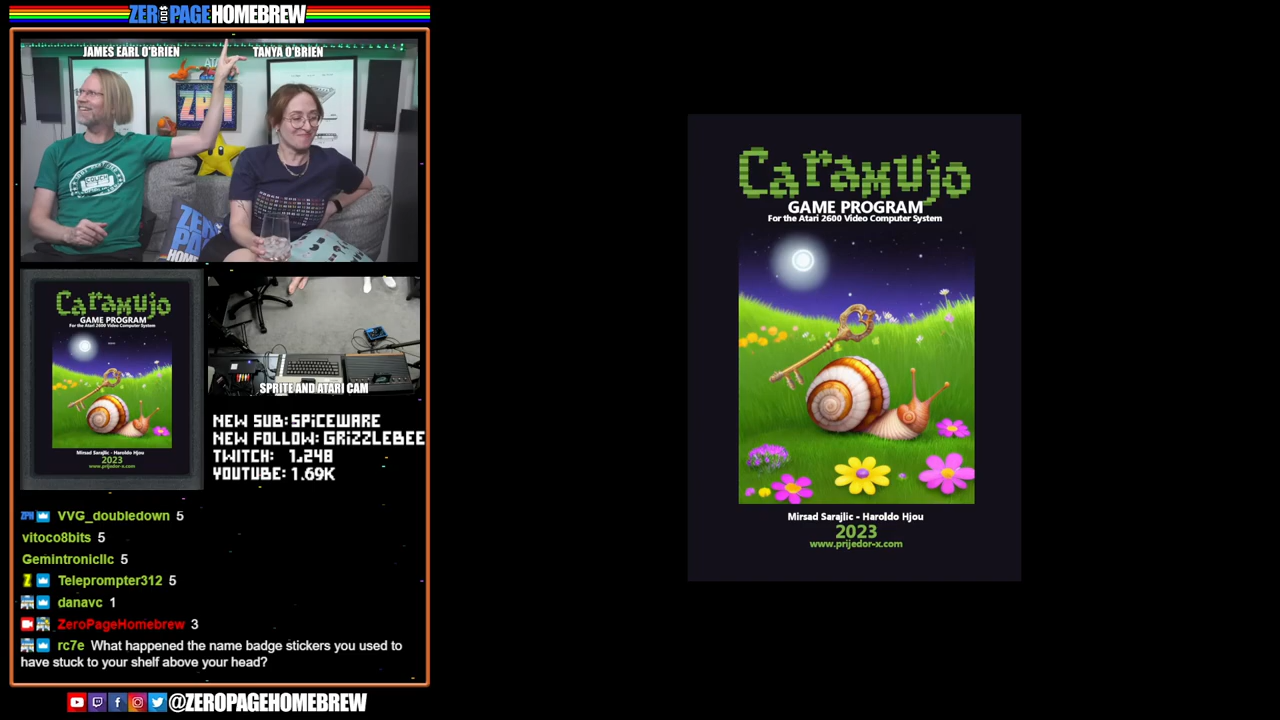 ZEROPAGE HOMEBREW
JAMES EARL O'BRIEN
TANYA O'BRIEN
ZPH
Caramujo
GAME PROGRAM
For the Atari 2600 Video Computer System
Mirsad Sarajlic - Haroldo Hjou
2023
www.prijedor-x.com
SPRITE AND ATARI CAM
NEW SUB: SPICEWARE
NEW FOLLOW: GRIZZLEBEE
TWITCH: 1,248
YOUTUBE: 1.69K
VVG_doubledown 5
vitoco8bits 5
Gemintronicllc 5
Teleprompter312 5
danavc 1
ZeroPageHomebrew 3
rc7e What happened the name badge stickers you used to
have stuck to your shelf above your head?
@ZEROPAGEHOMEBREW
Caramujo
GAME PROGRAM
For the Atari 2600 Video Computer System
Mirsad Sarajlic - Haroldo Hjou
2023
www.prijedor-x.com